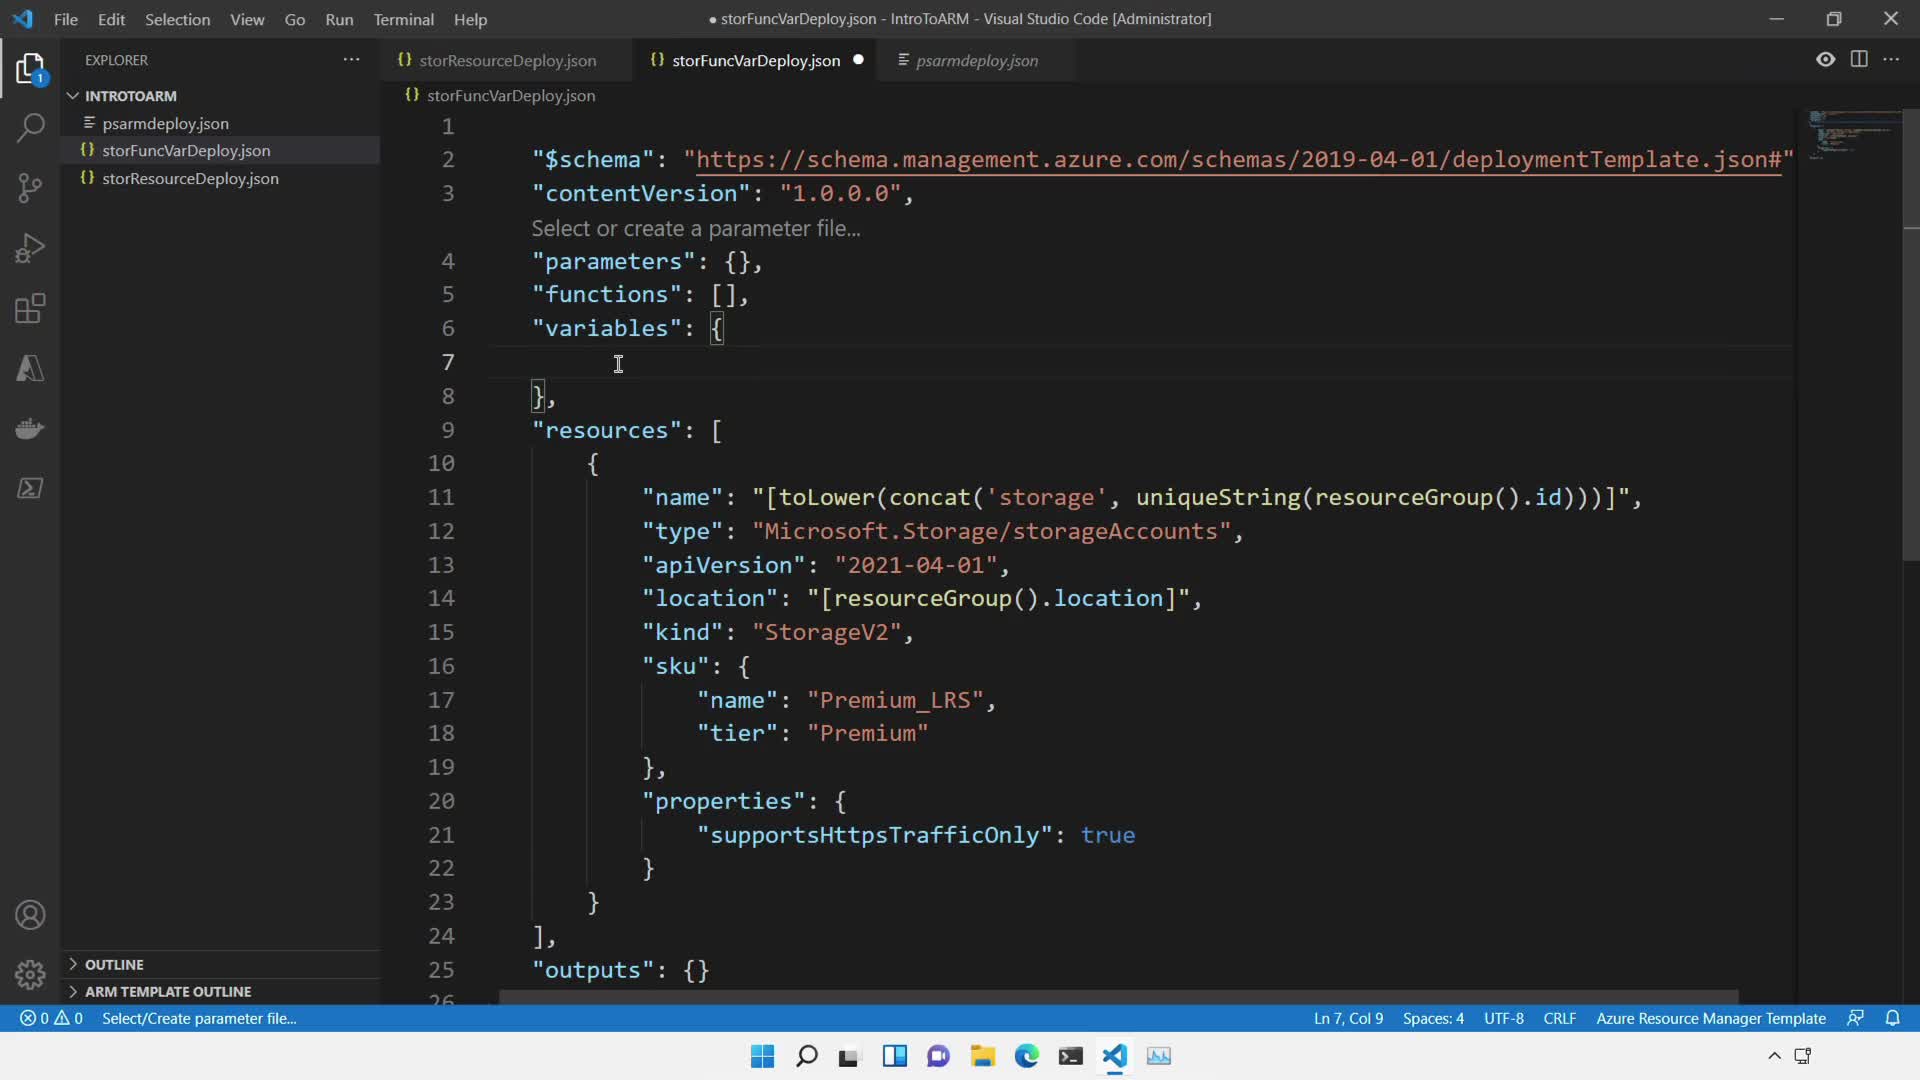 File Edit Selection View Go Run Terminal Help
● storFuncVarDeploy.json - IntroToARM - Visual Studio Code [Administrator]
EXPLORER
INTROTOARM
psarmdeploy.json
storFuncVarDeploy.json
storResourceDeploy.json
OUTLINE
ARM TEMPLATE OUTLINE
1
storResourceDeploy.json
storFuncVarDeploy.json
psarmdeploy.json
storFuncVarDeploy.json
1
2 "$schema": "https://schema.management.azure.com/schemas/2019-04-01/deploymentTemplate.json#"
3 "contentVersion": "1.0.0.0",
Select or create a parameter file...
4 "parameters": {},
5 "functions": [],
6 "variables": {
7
8 },
9 "resources": [
10 {
11 "name": "[toLower(concat('storage', uniqueString(resourceGroup().id)))]",
12 "type": "Microsoft.Storage/storageAccounts",
13 "apiVersion": "2021-04-01",
14 "location": "[resourceGroup().location]",
15 "kind": "StorageV2",
16 "sku": {
17 "name": "Premium_LRS",
18 "tier": "Premium"
19 },
20 "properties": {
21 "supportsHttpsTrafficOnly": true
22 }
23 }
24 ],
25 "outputs": {}
26
0 0 Select/Create parameter file...
Ln 7, Col 9 Spaces: 4 UTF-8 CRLF Azure Resource Manager Template